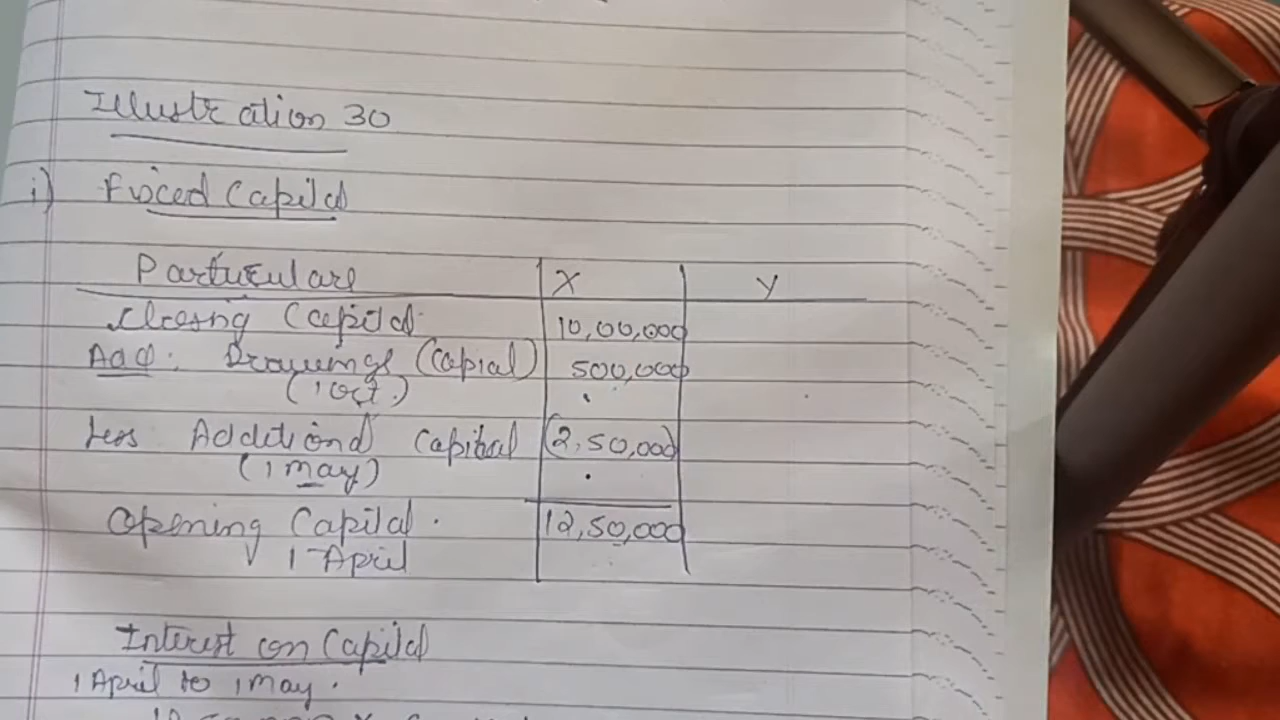 Illustration 30
i) Fixced Capital
Particulars X Y
Closing Capital 10,00,000
Add: Drawings (Capial) 500,000
(1 Oct.)
Less Additional Capital (2,50,000)
(1 may)
Opening Capital. 12,50,000
1 April
Interest on Capital
1 April to 1 may.